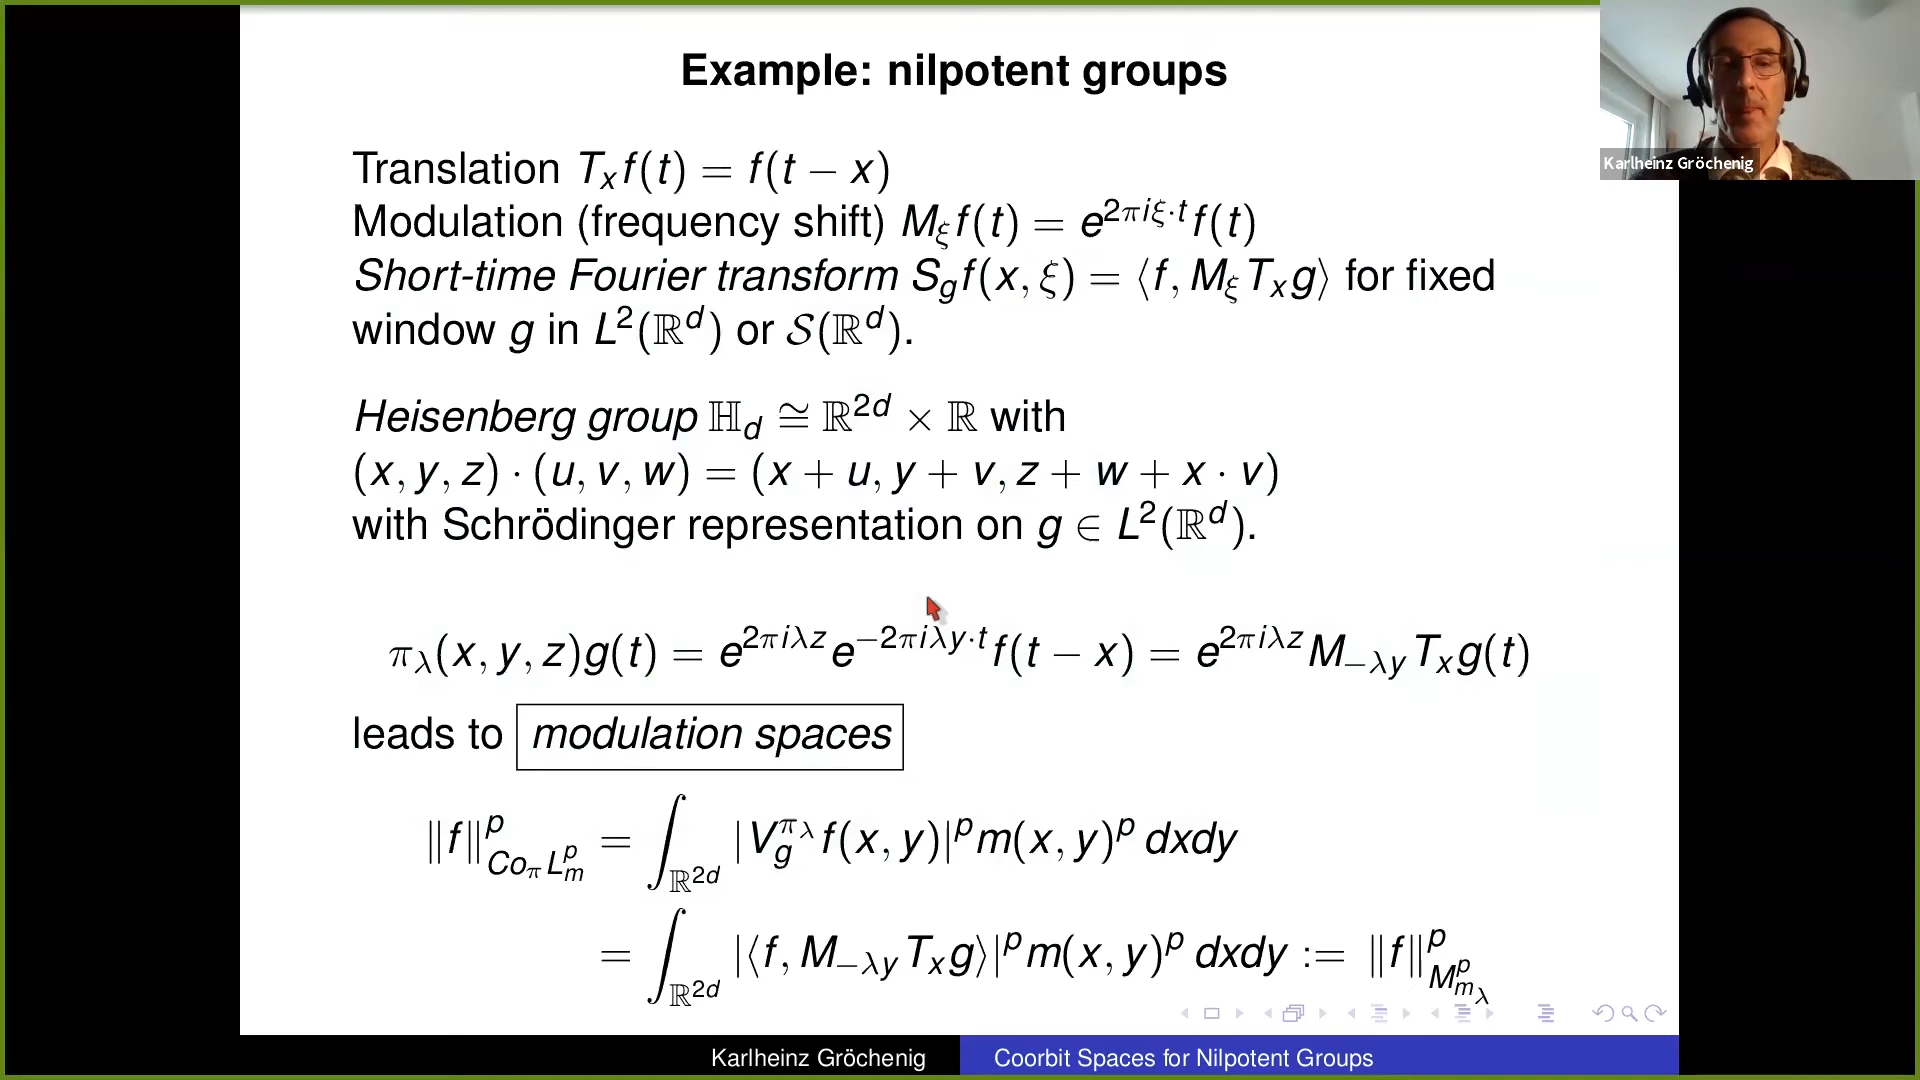 Example: nilpotent groups
Karlheinz Gröchenig
Translation T_x f(t) = f(t − x)
Modulation (frequency shift) M_ξ f(t) = e^{2πiξ·t} f(t)
Short-time Fourier transform S_g f(x, ξ) = ⟨f, M_ξ T_x g⟩ for fixed
window g in L²(ℝ^d) or 𝒮(ℝ^d).
Heisenberg group ℍ_d ≅ ℝ^{2d} × ℝ with
(x, y, z) · (u, v, w) = (x + u, y + v, z + w + x · v)
with Schrödinger representation on g ∈ L²(ℝ^d).
π_λ(x, y, z)g(t) = e^{2πiλz} e^{−2πiλy·t} f(t − x) = e^{2πiλz} M_{−λy} T_x g(t)
leads to modulation spaces
‖f‖^p_{Co_π L^p_m} = ∫_{ℝ^{2d}} |V_g^{π_λ} f(x, y)|^p m(x, y)^p dxdy
= ∫_{ℝ^{2d}} |⟨f, M_{−λy} T_x g⟩|^p m(x, y)^p dxdy := ‖f‖^p_{M^p_{m_λ}}
Karlheinz Gröchenig
Coorbit Spaces for Nilpotent Groups